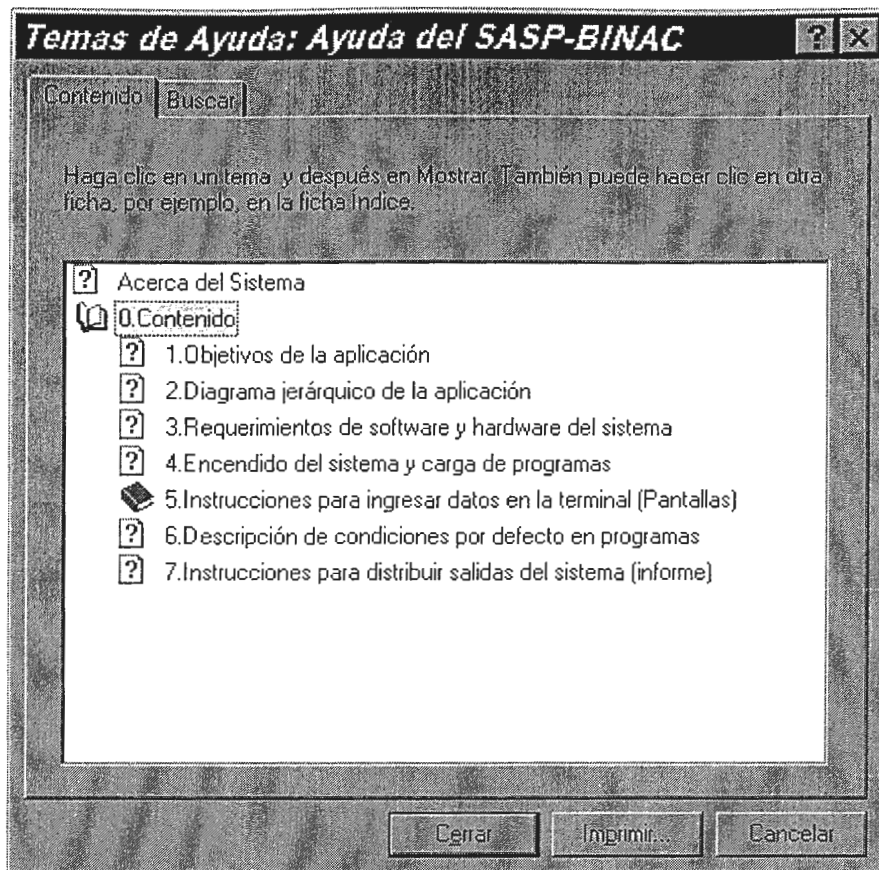 Temas de Ayuda: Ayuda del SASP-BINAC
Contenido
Buscar
Haga clic en un tema y después en Mostrar. También puede hacer clic en otra
ficha, por ejemplo, en la ficha Índice.
Acerca del Sistema
0.Contenido
1.Objetivos de la aplicación
2.Diagrama jerárquico de la aplicación
3.Requerimientos de software y hardware del sistema
4.Encendido del sistema y carga de programas
5.Instrucciones para ingresar datos en la terminal (Pantallas)
6.Descripción de condiciones por defecto en programas
7.Instrucciones para distribuir salidas del sistema (informe)
Cerrar
Imprimir...
Cancelar